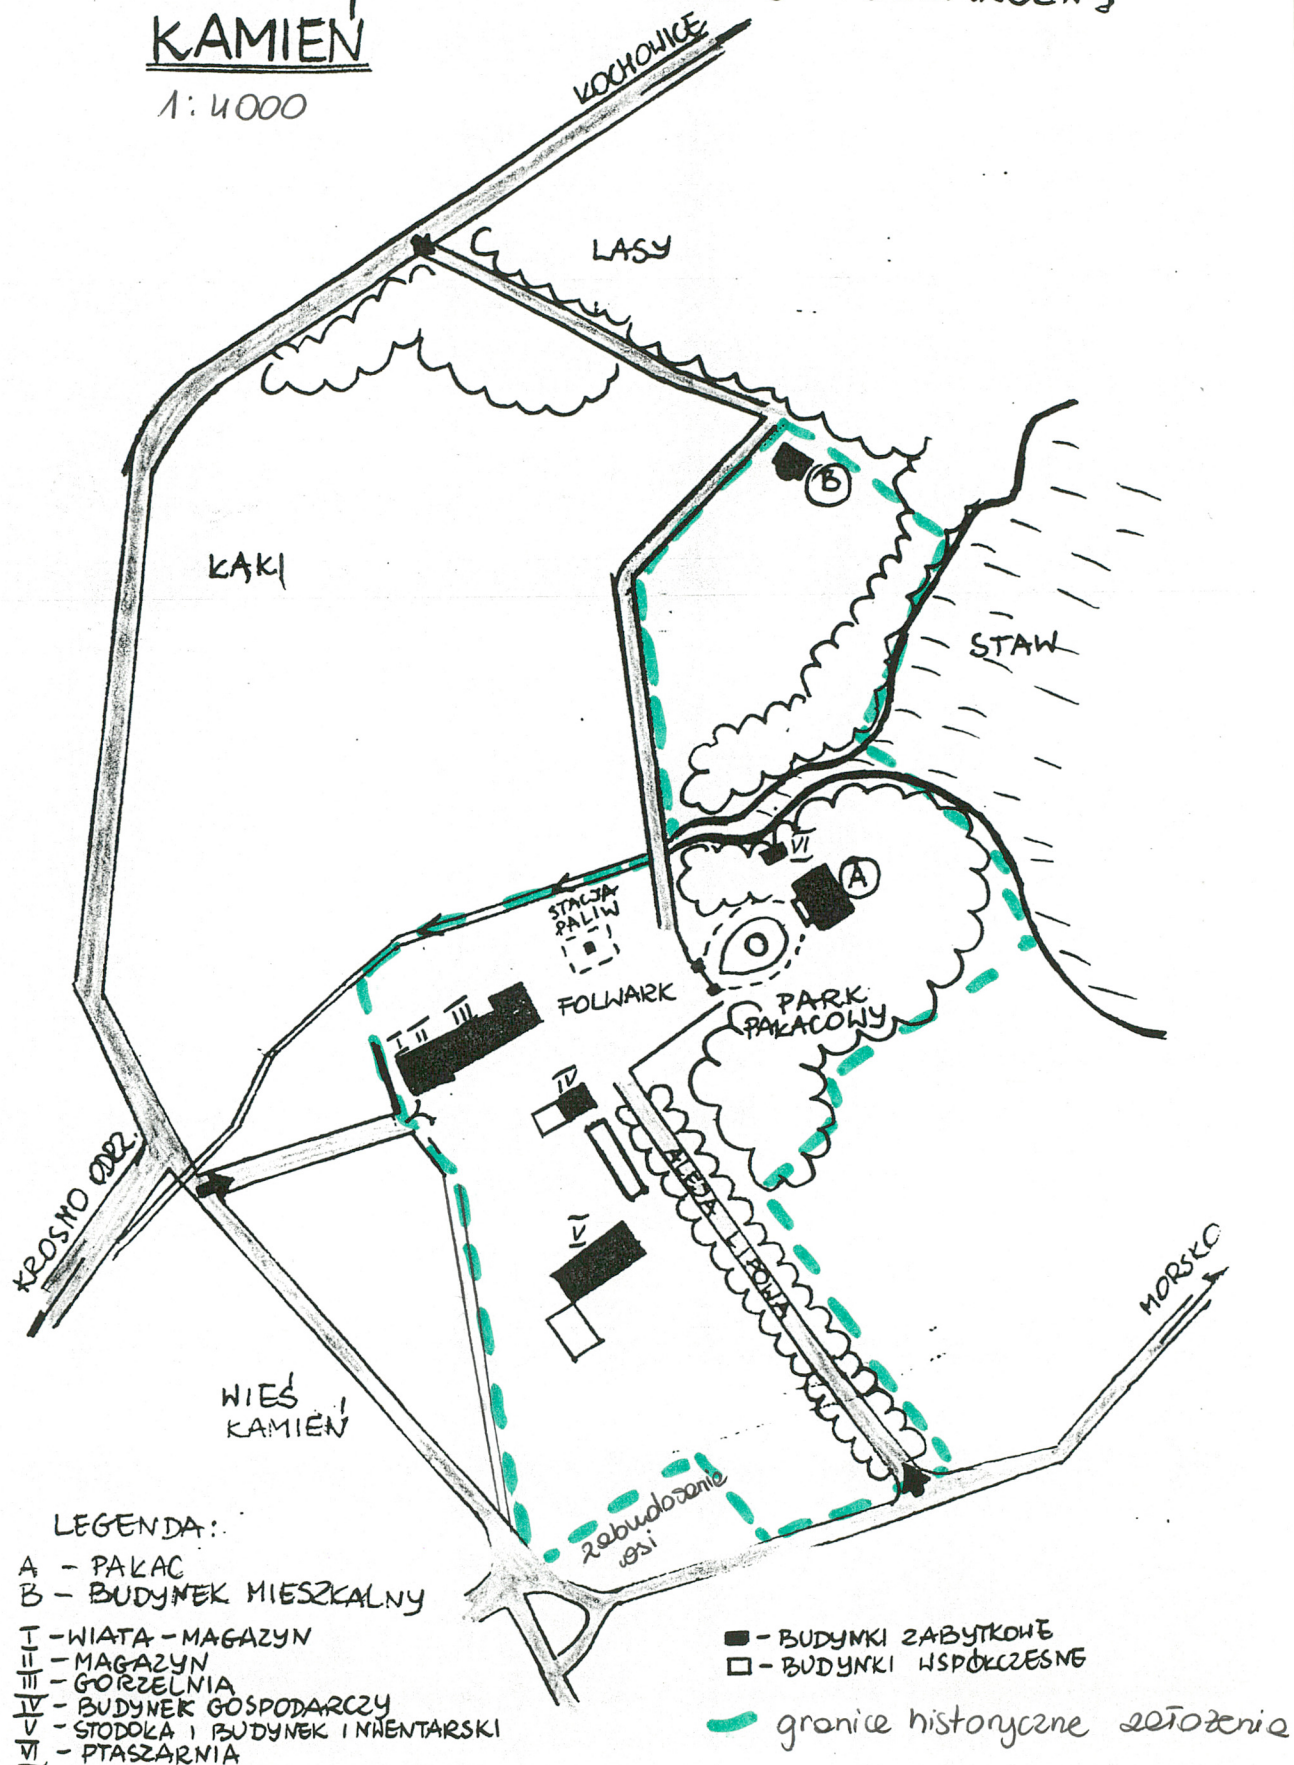 KAMIEŃ
1:4000
KOCHOWICE
LASY
B
ŁĄKI
STAW
VI
A
STACJA
PALIW
FOLWARK
PARK
PAŁACOWY
I II III
IV
ALEJA LIPOWA
KROSNO ODRZ.
V
MORSKO
WIEŚ
KAMIEŃ
zabudowanie
wsi
LEGENDA:
A - PAŁAC
B - BUDYNEK MIESZKALNY
I - WIATA - MAGAZYN
II - MAGAZYN
III - GORZELNIA
IV - BUDYNEK GOSPODARCZY
V - STODOŁA I BUDYNEK INWENTARSKI
VI - PTASZARNIA
- BUDYNKI ZABYTKOWE
- BUDYNKI WSPÓŁCZESNE
granice historyczne założenia